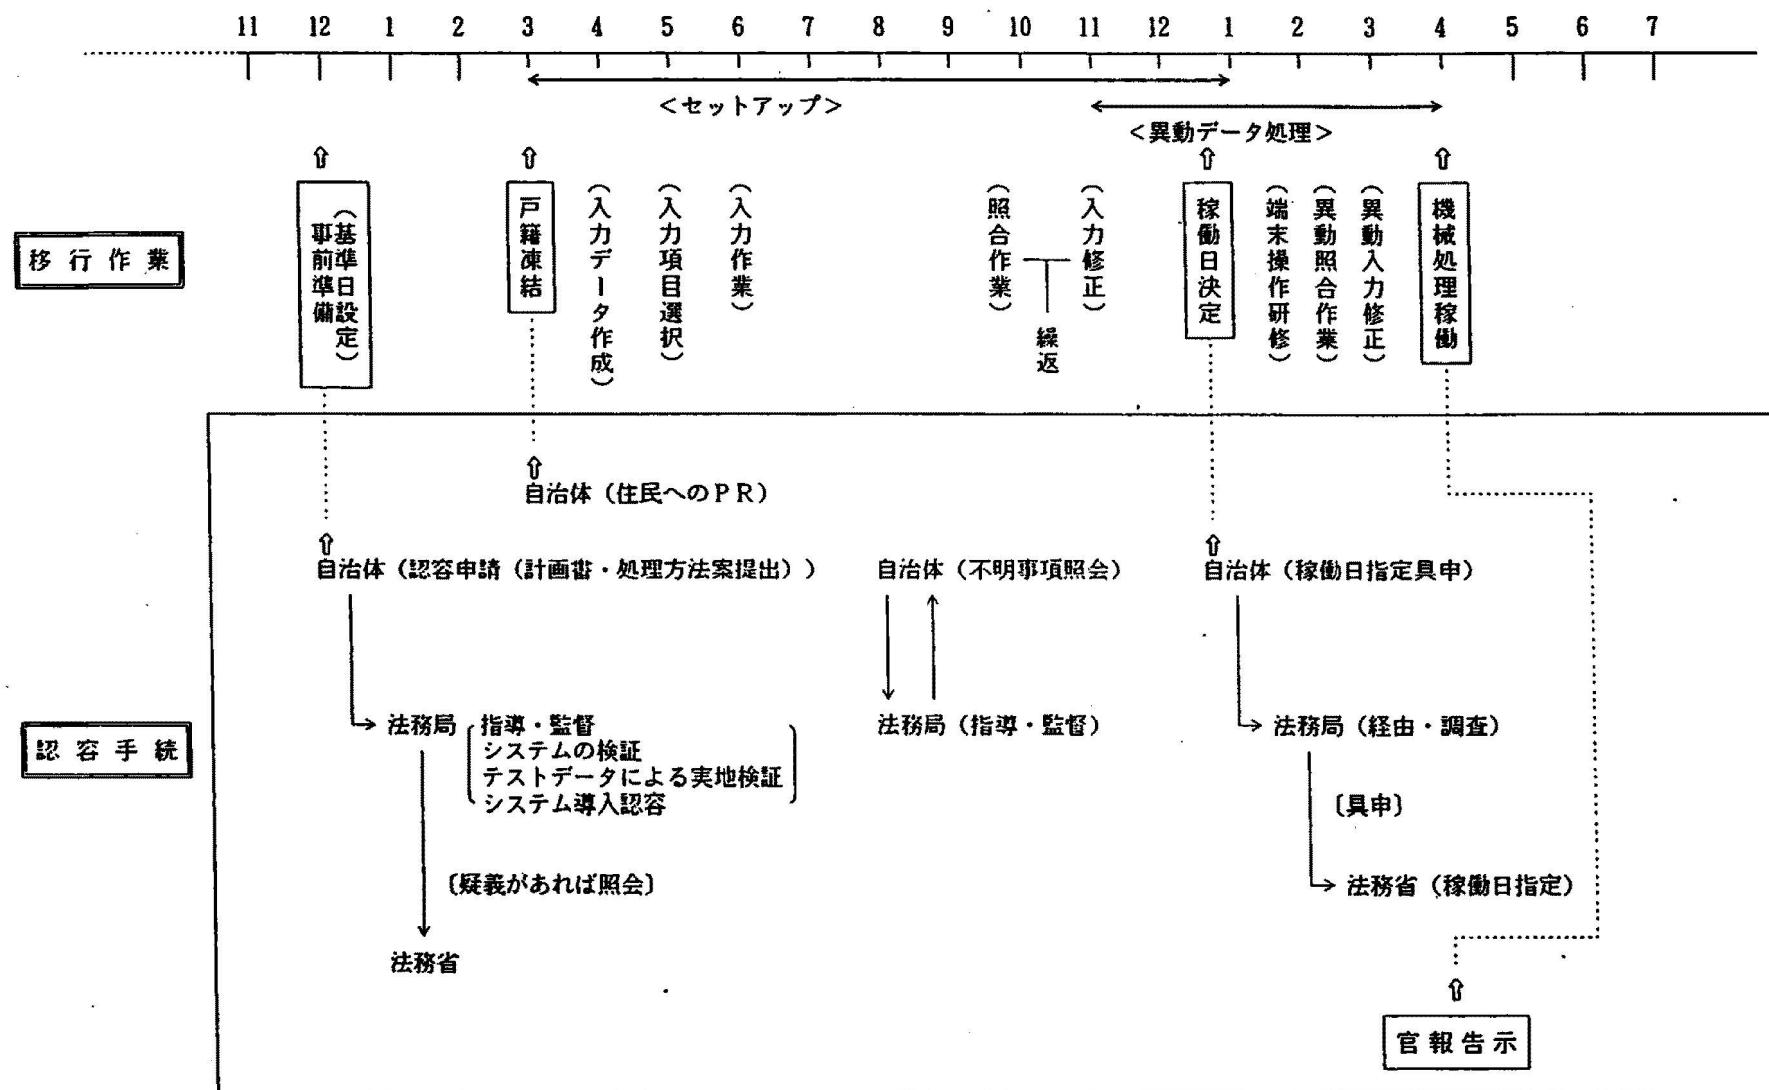 11 12 1 2 3 4 5 6 7 8 9 10 11 12 1 2 3 4 5 6 7
＜セットアップ＞
＜異動データ処理＞
移行作業
事前準備
（基準日設定）
戸籍凍結
（入力データ作成）
（入力項目選択）
（入力作業）
（照合作業）
繰返
（入力修正）
稼働日決定
（端末操作研修）
（異動照合作業）
（異動入力修正）
機械処理稼働
自治体（住民へのＰＲ）
自治体（認容申請（計画書・処理方法案提出））
自治体（不明事項照会）
自治体（稼働日指定具申）
認容手続
法務局
指導・監督
システムの検証
テストデータによる実地検証
システム導入認容
法務局（指導・監督）
法務局（経由・調査）
〔具申〕
〔疑義があれば照会〕
法務省（稼働日指定）
法務省
官報告示